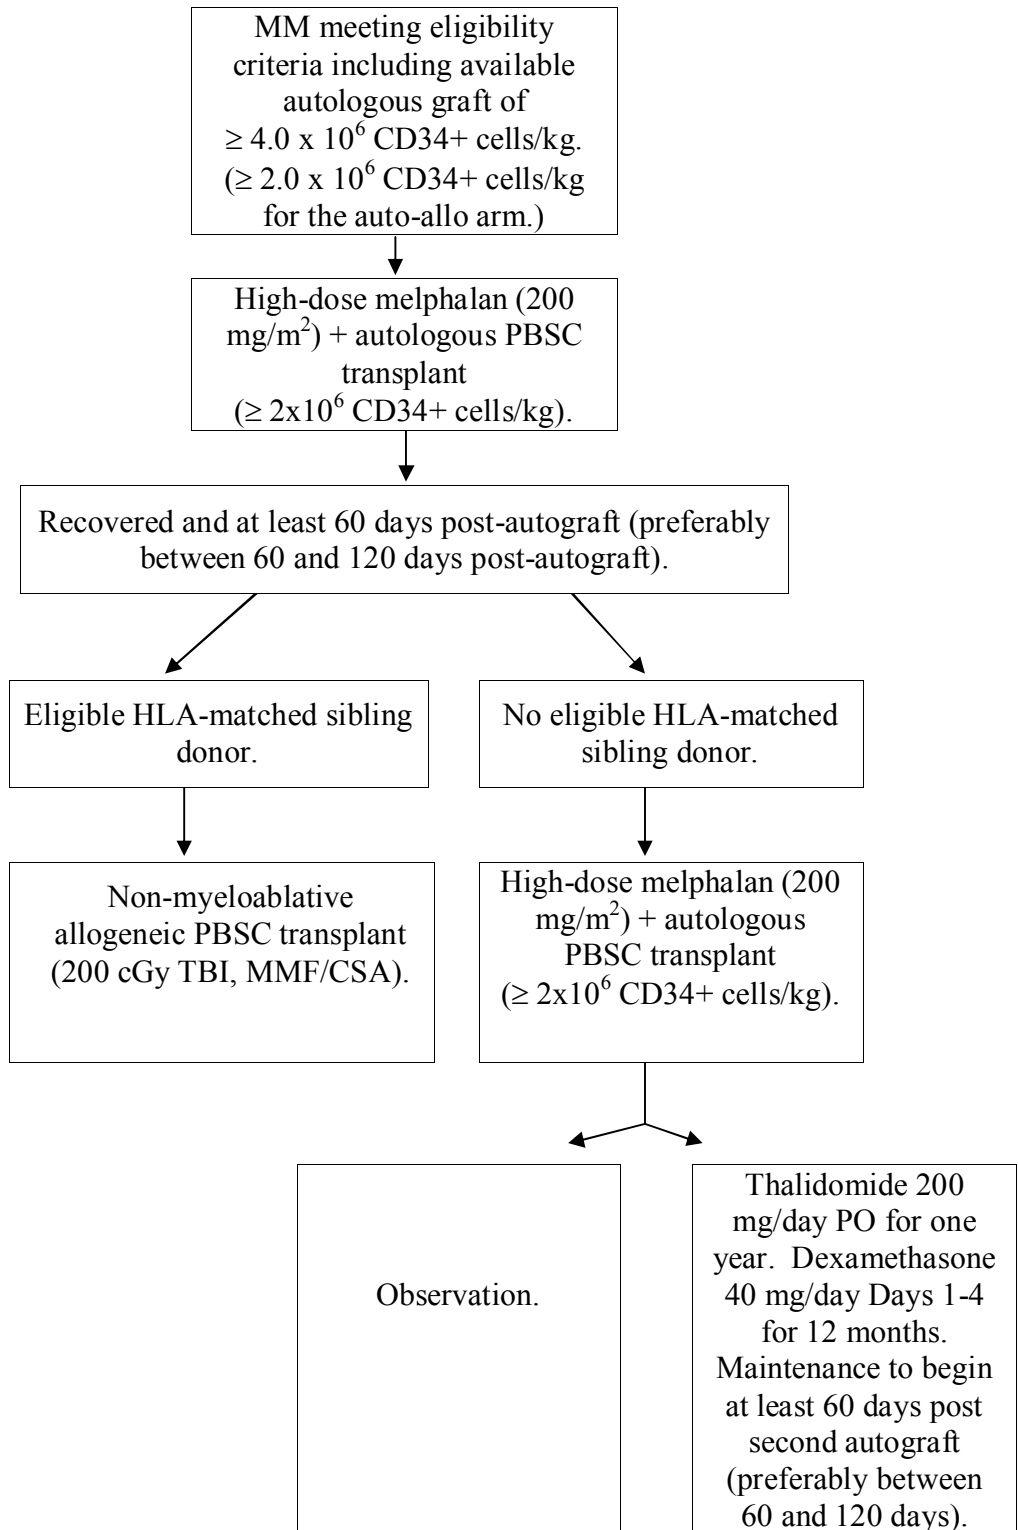 MM meeting eligibility
criteria including available
autologous graft of
≥ 4.0 x 10⁶ CD34+ cells/kg.
(≥ 2.0 x 10⁶ CD34+ cells/kg
for the auto-allo arm.)
High-dose melphalan (200
mg/m²) + autologous PBSC
transplant
(≥ 2x10⁶ CD34+ cells/kg).
Recovered and at least 60 days post-autograft (preferably
between 60 and 120 days post-autograft).
Eligible HLA-matched sibling
donor.
No eligible HLA-matched
sibling donor.
Non-myeloablative
allogeneic PBSC transplant
(200 cGy TBI, MMF/CSA).
High-dose melphalan (200
mg/m²) + autologous
PBSC transplant
(≥ 2x10⁶ CD34+ cells/kg).
Observation.
Thalidomide 200
mg/day PO for one
year.  Dexamethasone
40 mg/day Days 1-4
for 12 months.
Maintenance to begin
at least 60 days post
second autograft
(preferably between
60 and 120 days).